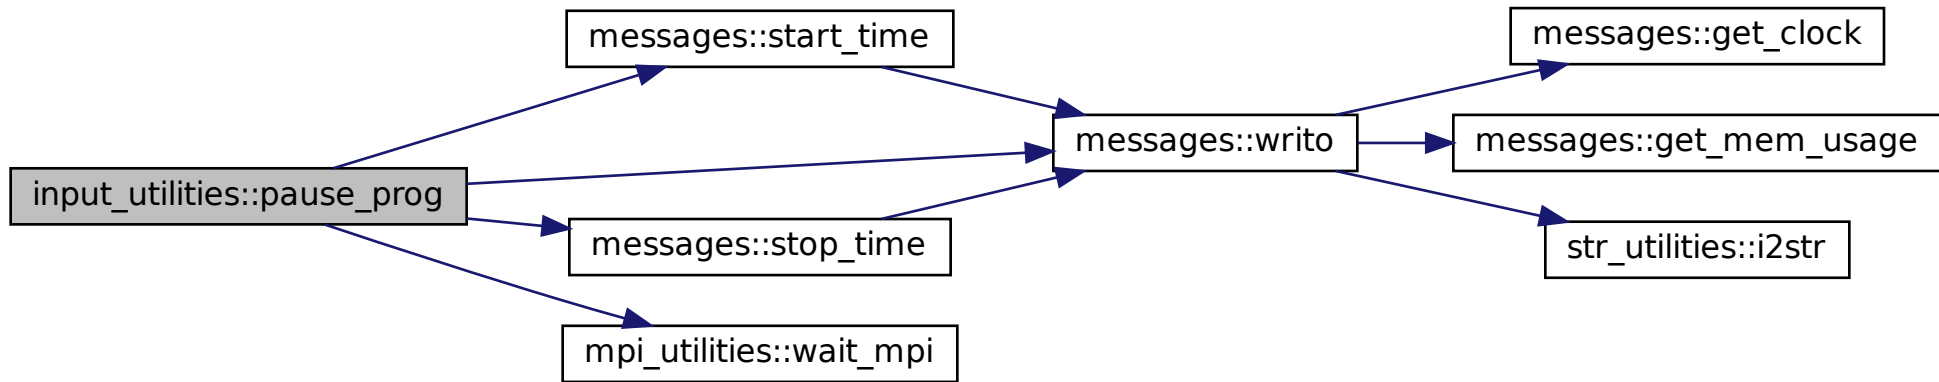 input_utilities::pause_prog
messages::start_time
messages::stop_time
mpi_utilities::wait_mpi
messages::writo
messages::get_clock
messages::get_mem_usage
str_utilities::i2str